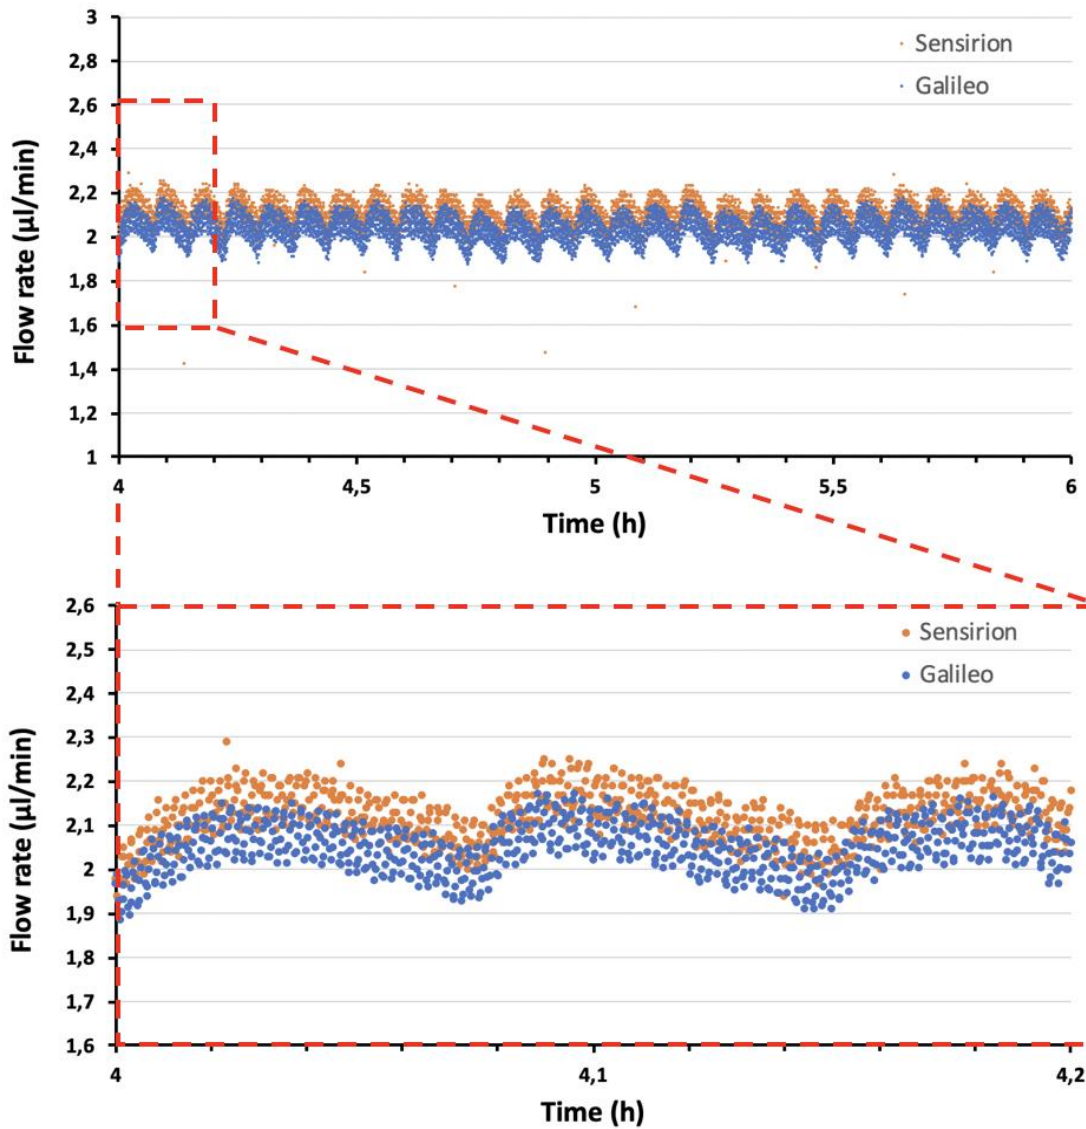 3
Sensirion
2,8
Galileo
2,6
2,4
2,2
2
1,8
1,6
1,4
1,2
1
Flow rate (µl/min)
4 4,5 5 5,5 6
Time (h)
2,6
Sensirion
2,5
Galileo
2,4
2,3
2,2
2,1
2
1,9
1,8
1,7
1,6
Flow rate (µl/min)
4 4,1 4,2
Time (h)